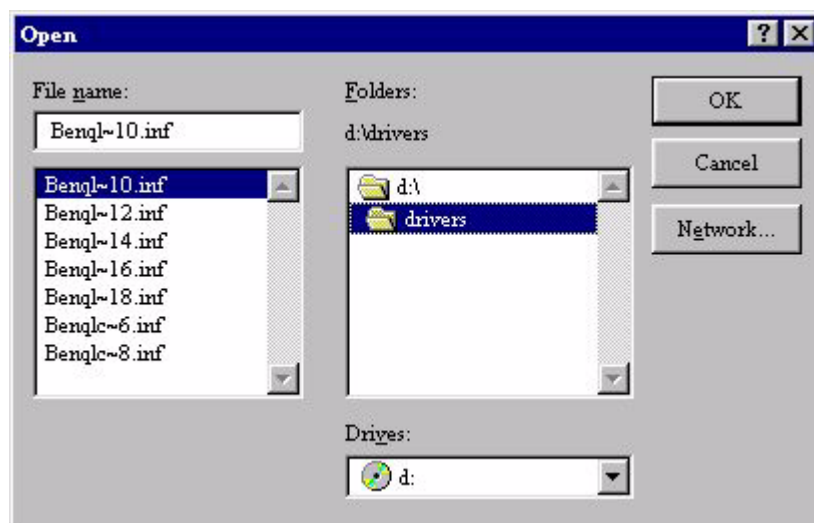 Open
File name:
Benql~10.inf
Benql~10.inf
Benql~12.inf
Benql~14.inf
Benql~16.inf
Benql~18.inf
Benqlc~6.inf
Benqlc~8.inf
Folders:
d:\drivers
d:\
drivers
Drives:
d:
OK
Cancel
Network...